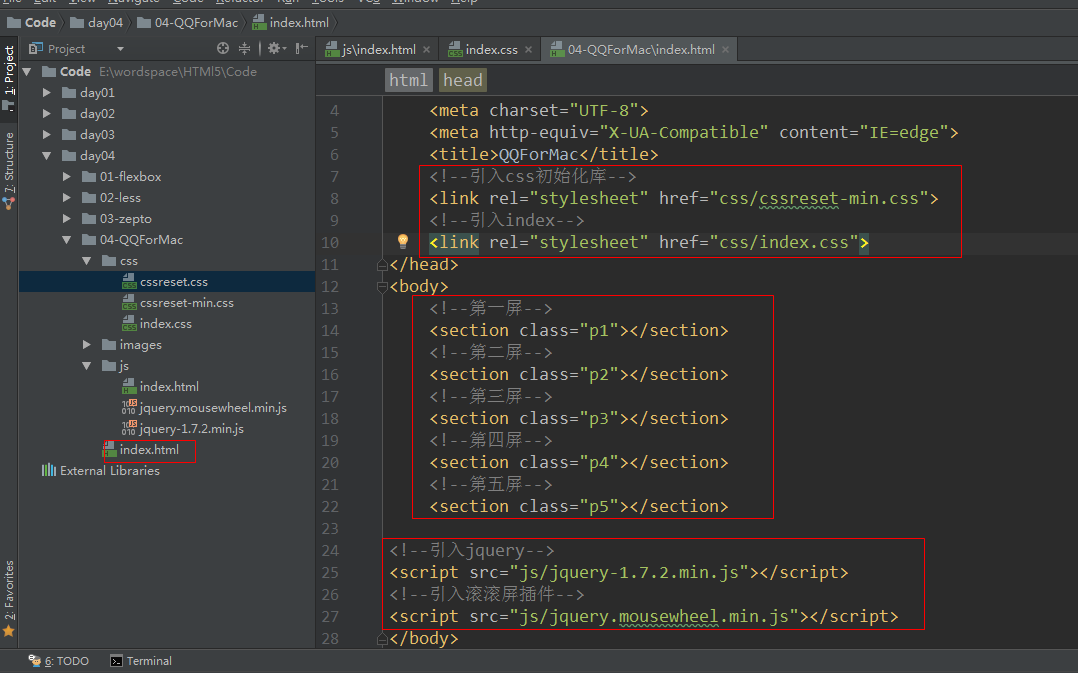 Code day04 04-QQForMac index.html
Project
js\index.html × index.css × 04-QQForMac\index.html ×
1: Project
7: Structure
2: Favorites
Code E:\wordspace\HTMl5\Code
day01
day02
day03
day04
01-flexbox
02-less
03-zepto
04-QQForMac
css
cssreset.css
cssreset-min.css
index.css
images
js
index.html
jquery.mousewheel.min.js
jquery-1.7.2.min.js
index.html
External Libraries
html head
4 <meta charset="UTF-8">
5 <meta http-equiv="X-UA-Compatible" content="IE=edge">
6 <title>QQForMac</title>
7 <!--引入css初始化库-->
8 <link rel="stylesheet" href="css/cssreset-min.css">
9 <!--引入index-->
10 <link rel="stylesheet" href="css/index.css">
11 </head>
12 <body>
13 <!--第一屏-->
14 <section class="p1"></section>
15 <!--第二屏-->
16 <section class="p2"></section>
17 <!--第三屏-->
18 <section class="p3"></section>
19 <!--第四屏-->
20 <section class="p4"></section>
21 <!--第五屏-->
22 <section class="p5"></section>
23
24 <!--引入jquery-->
25 <script src="js/jquery-1.7.2.min.js"></script>
26 <!--引入滚滚屏插件-->
27 <script src="js/jquery.mousewheel.min.js"></script>
28 </body>
6: TODO Terminal